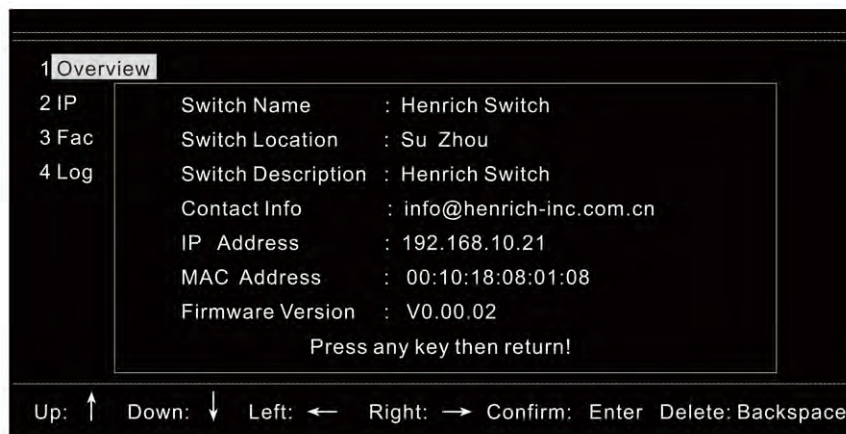 1 Overview
2 IP Switch Name : Henrich Switch
3 Fac Switch Location : Su Zhou
4 Log Switch Description : Henrich Switch
Contact Info : info@henrich-inc.com.cn
IP Address : 192.168.10.21
MAC Address : 00:10:18:08:01:08
Firmware Version : V0.00.02
Press any key then return!
Up: ↑ Down: ↓ Left: ← Right: → Confirm: Enter Delete: Backspace